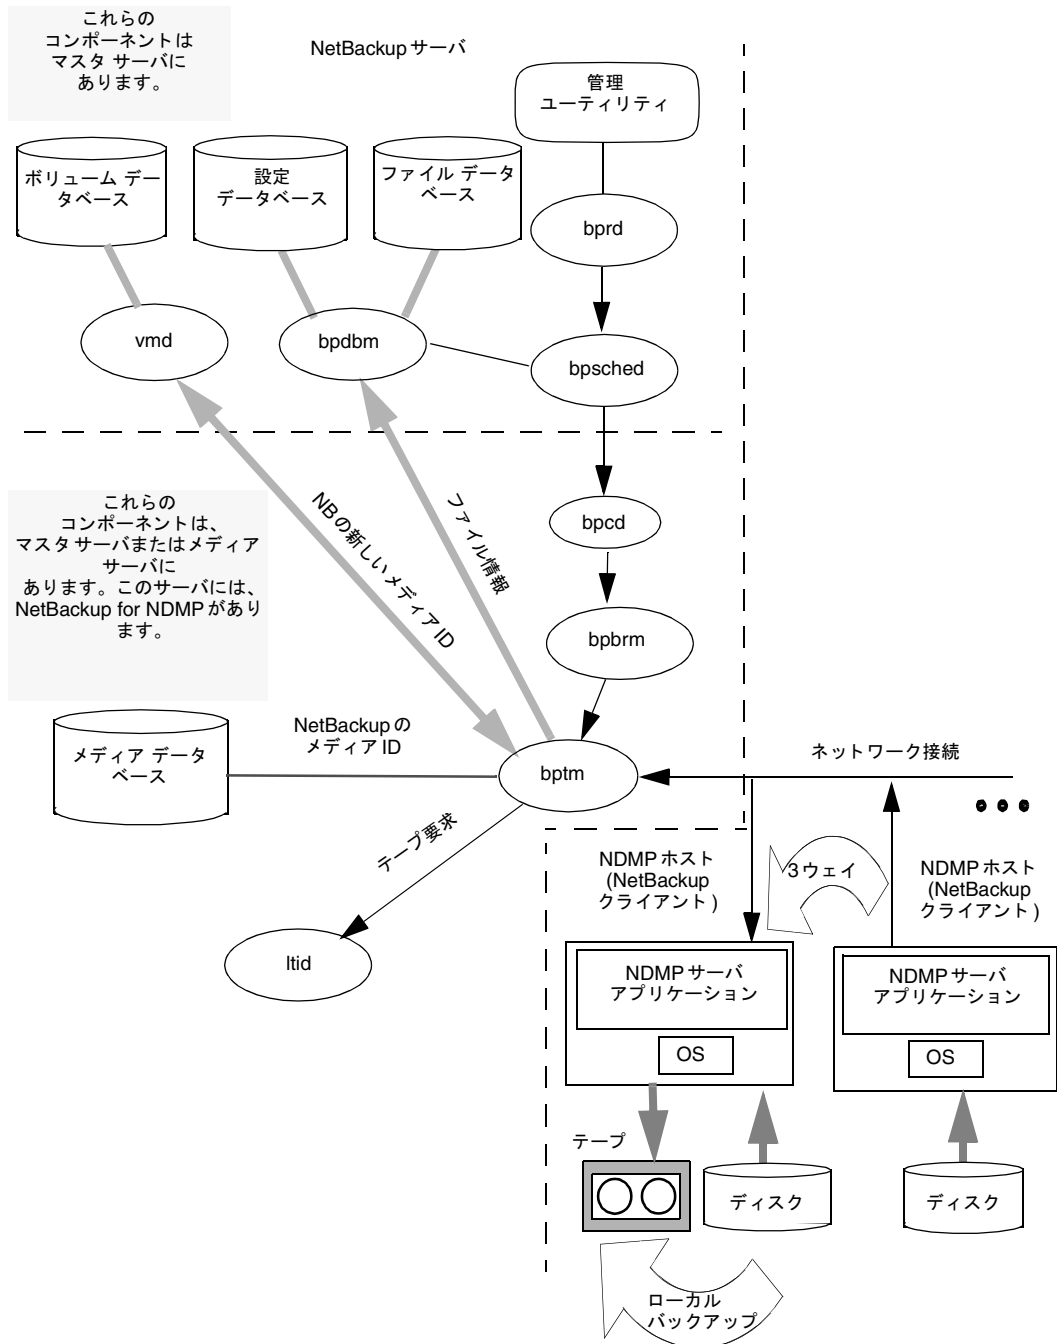 これらの
コンポーネントは
マスタ サーバに
あります。
NetBackup サーバ
管理
ユーティリティ
ボリューム デー
タベース
設定
データベース
ファイル データ
ベース
bprd
vmd
bpdbm
bpsched
これらの
コンポーネントは、
マスタ サーバまたはメディア
サーバに
あります。このサーバには、
NetBackup for NDMP があり
ます。
NBの新しいメディア ID
ファイル情報
bpcd
bpbrm
メディア データ
ベース
NetBackup の
メディア ID
bptm
ネットワーク接続
テープ要求
ltid
NDMP ホスト
(NetBackup
クライアント )
3 ウェイ
NDMP ホスト
(NetBackup
クライアント )
NDMP サーバ
アプリケーション
OS
NDMP サーバ
アプリケーション
OS
テープ
ディスク
ディスク
ローカル
バックアップ